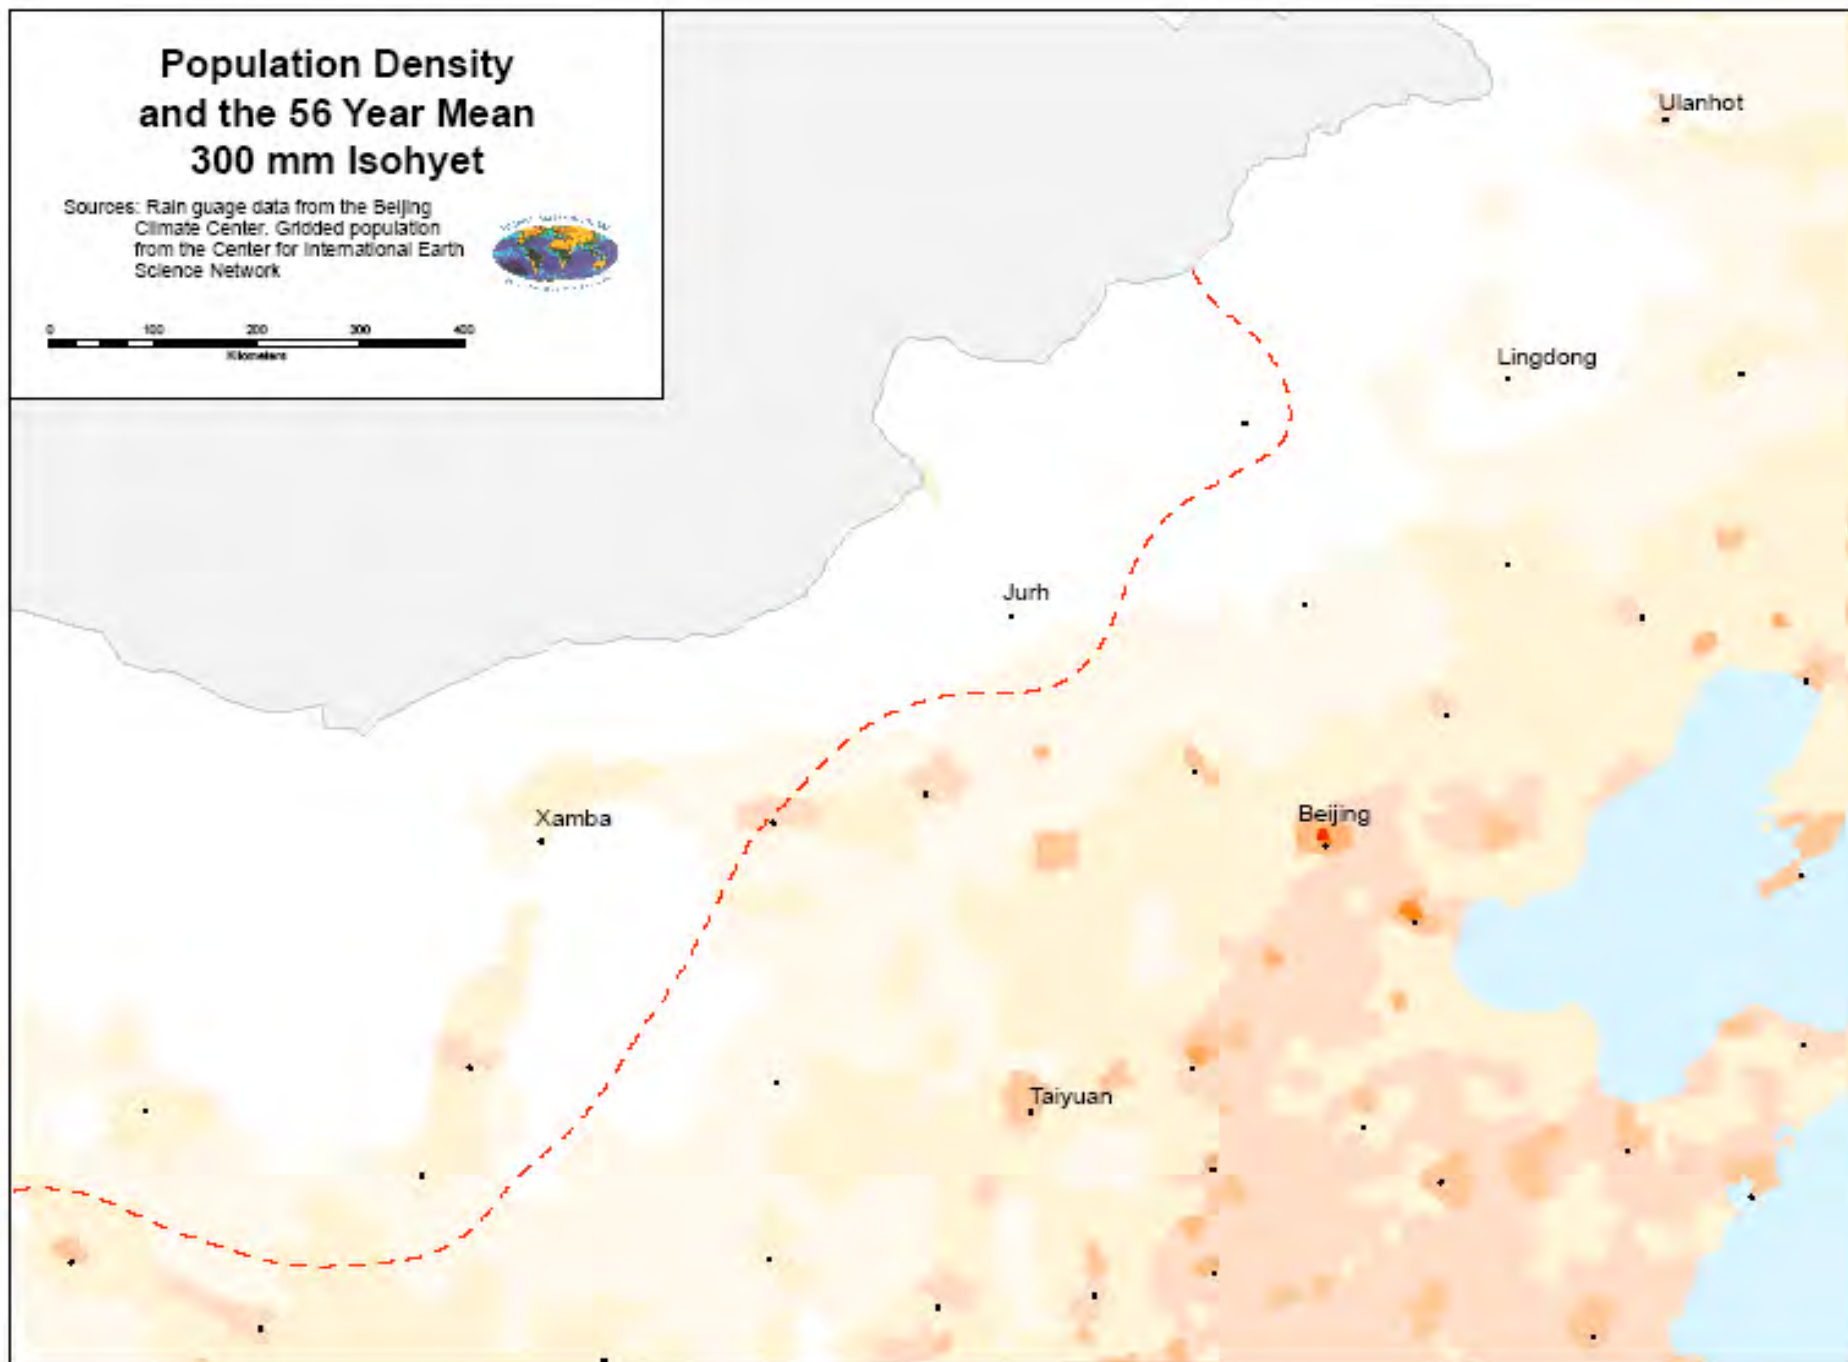 Population Density
and the 56 Year Mean
300 mm Isohyet
Sources: Rain guage data from the Beijing
Climate Center. Gridded population
from the Center for International Earth
Science Network
0 100 200 300 400
Kilometers
Ulanhot
Lingdong
Jurh
Xamba
Beijing
Taiyuan